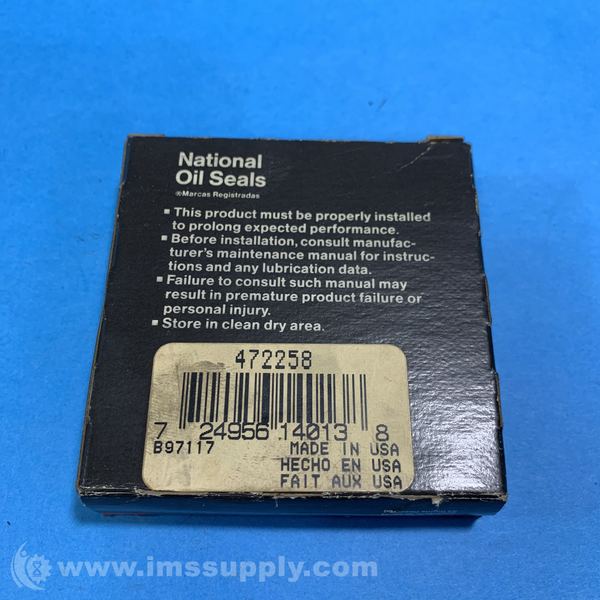 National
Oil Seals
®Marcas Registradas
▪ This product must be properly installed
to prolong expected performance.
▪ Before installation, consult manufac-
turer's maintenance manual for instruc-
tions and any lubrication data.
▪ Failure to consult such manual may
result in premature product failure or
personal injury.
▪ Store in clean dry area.
472258
7 24956 14013 8
B97117 MADE IN USA
HECHO EN USA
FAIT AUX USA
www.imssupply.com